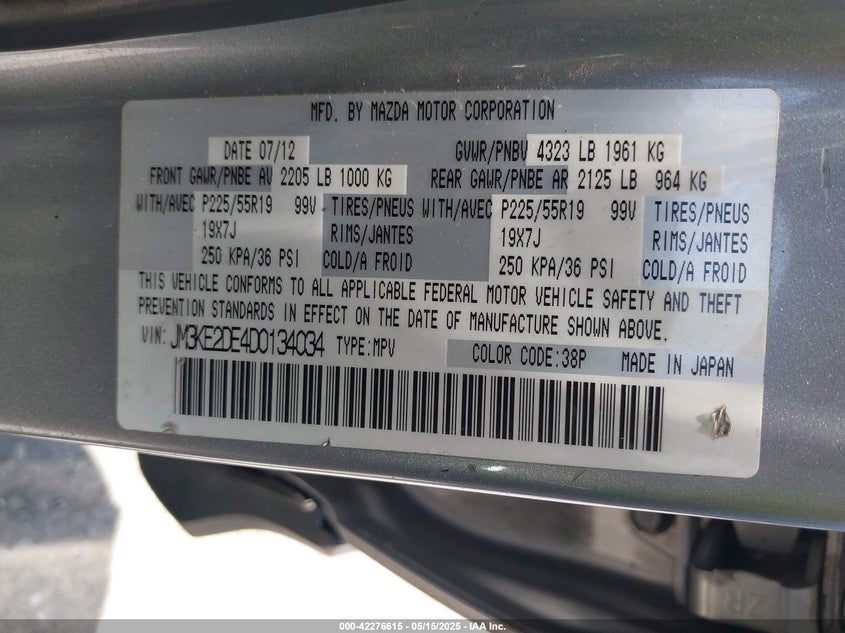 MFD. BY MAZDA MOTOR CORPORATION
DATE 07/12 GVWR/PNBV 4323 LB 1961 KG
FRONT GAWR/PNBE AV 2205 LB 1000 KG REAR GAWR/PNBE AR 2125 LB 964 KG
WITH/AVEC P225/55R19 99V TIRES/PNEUS WITH/AVEC P225/55R19 99V TIRES/PNEUS
19X7J RIMS/JANTES 19X7J RIMS/JANTES
250 KPA/36 PSI COLD/A FROID 250 KPA/36 PSI COLD/A FROID
THIS VEHICLE CONFORMS TO ALL APPLICABLE FEDERAL MOTOR VEHICLE SAFETY AND THEFT
PREVENTION STANDARDS IN EFFECT ON THE DATE OF MANUFACTURE SHOWN ABOVE.
VIN: JM3KE2DE4D0134034 TYPE:MPV COLOR CODE:38P MADE IN JAPAN
000-42276615 - 05/15/2025 - IAA Inc.